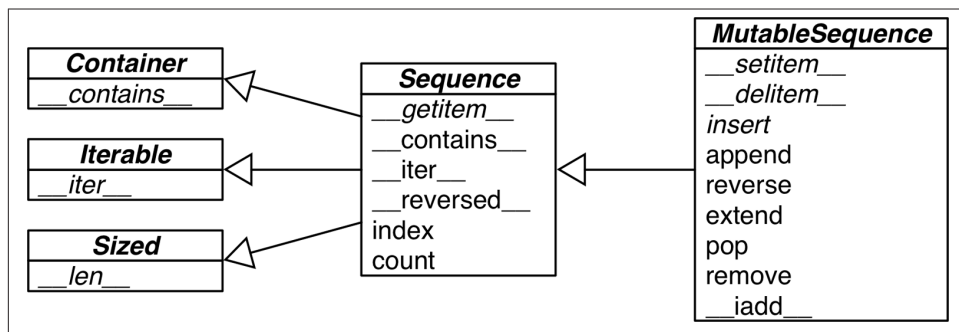 Container
__contains__
Iterable
__iter__
Sized
__len__
Sequence
__getitem__
__contains__
__iter__
__reversed__
index
count
MutableSequence
__setitem__
__delitem__
insert
append
reverse
extend
pop
remove
__iadd__